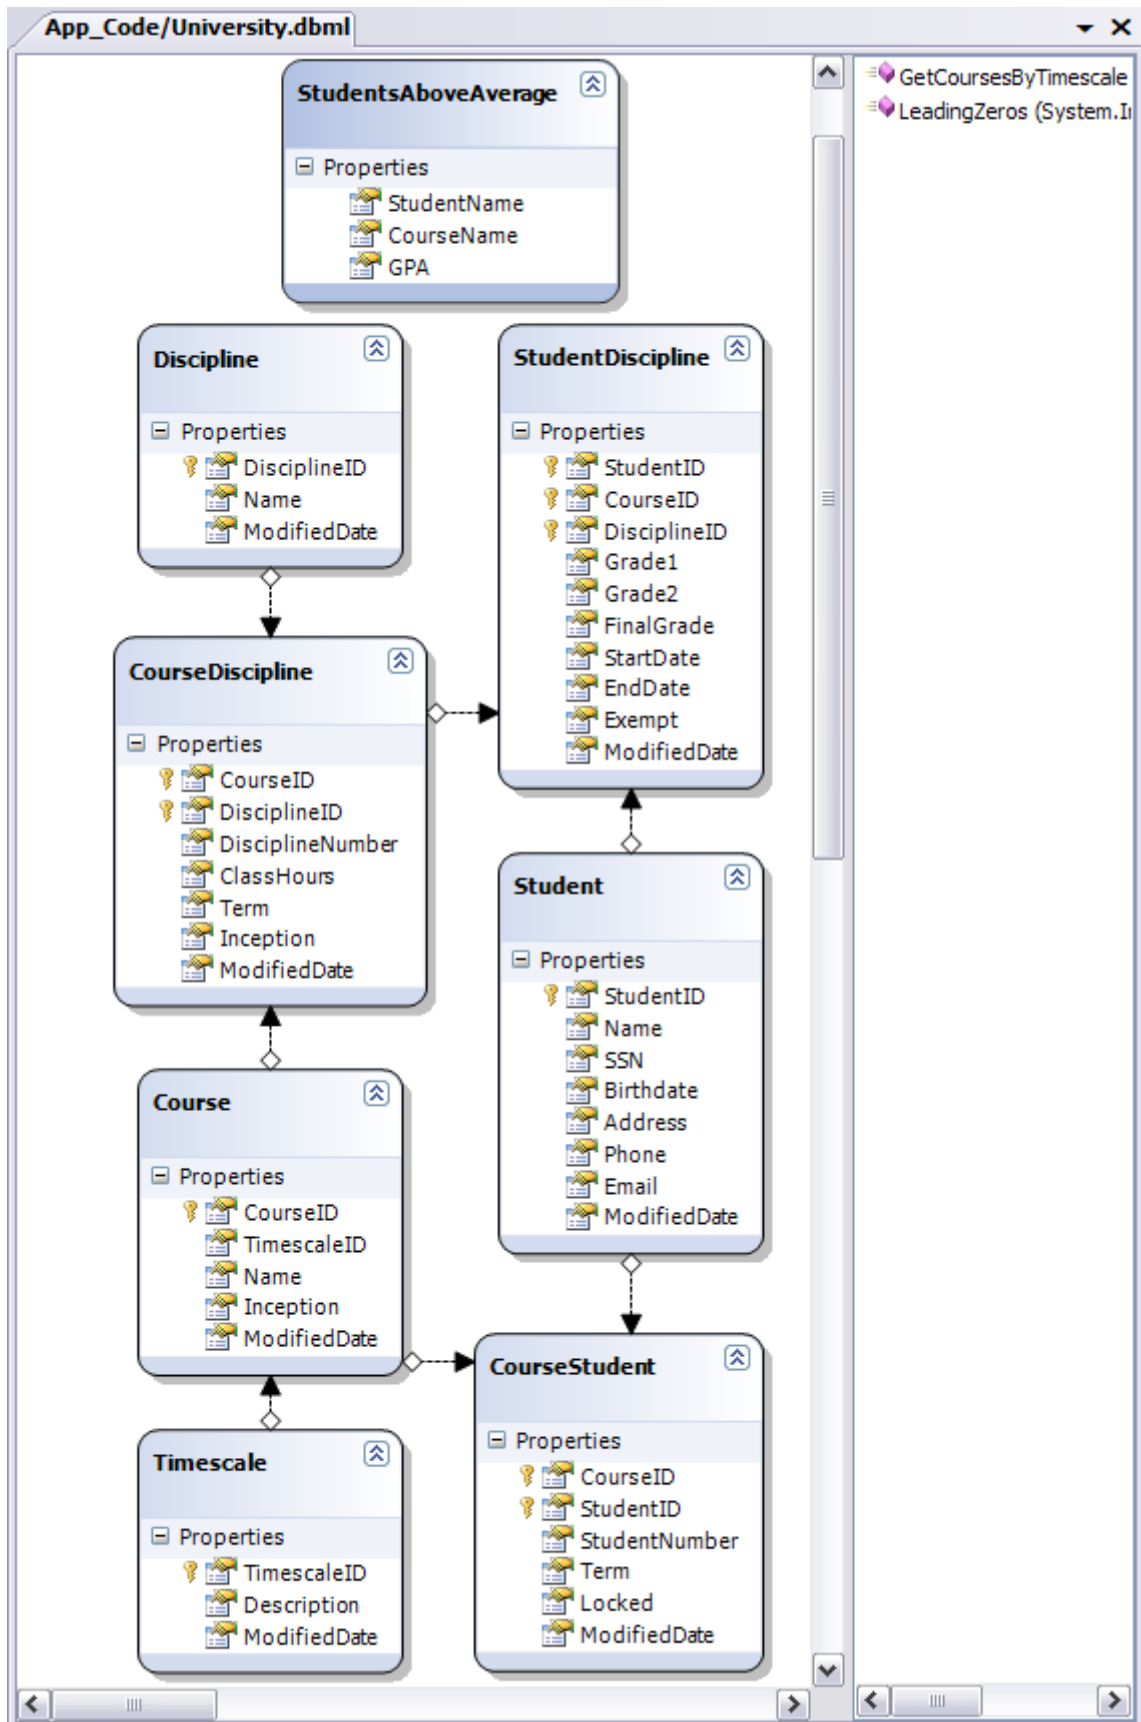 App_Code/University.dbml
StudentsAboveAverage
Properties
StudentName
CourseName
GPA
Discipline
Properties
DisciplineID
Name
ModifiedDate
StudentDiscipline
Properties
StudentID
CourseID
DisciplineID
Grade1
Grade2
FinalGrade
StartDate
EndDate
Exempt
ModifiedDate
CourseDiscipline
Properties
CourseID
DisciplineID
DisciplineNumber
ClassHours
Term
Inception
ModifiedDate
Student
Properties
StudentID
Name
SSN
Birthdate
Address
Phone
Email
ModifiedDate
Course
Properties
CourseID
TimescaleID
Name
Inception
ModifiedDate
CourseStudent
Properties
CourseID
StudentID
StudentNumber
Term
Locked
ModifiedDate
Timescale
Properties
TimescaleID
Description
ModifiedDate
GetCoursesByTimescale
LeadingZeros (System.I